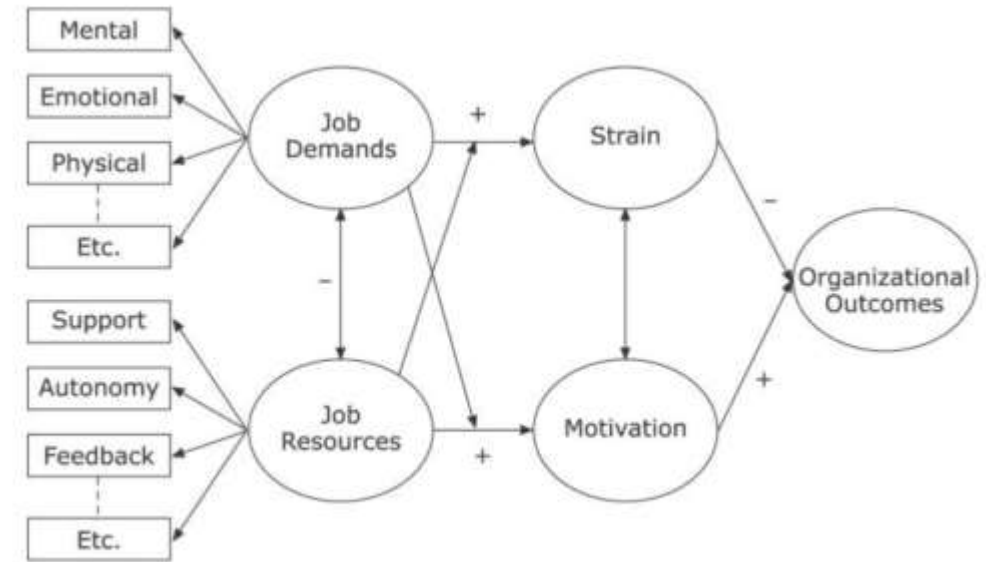 Mental
Emotional
Physical
Etc.
Support
Autonomy
Feedback
Etc.
Job
Demands
Job
Resources
+
−
+
Strain
Motivation
−
+
Organizational
Outcomes